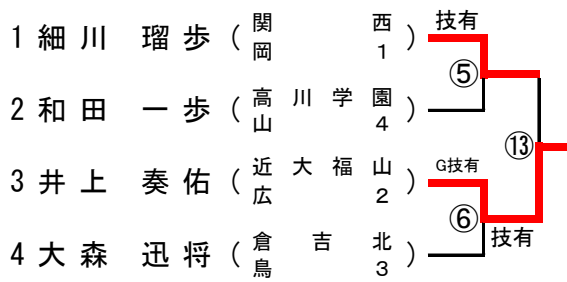 1 細川 瑠歩 (関西 岡1) 技有
⑤
2 和田 一歩 (高川学園 山4)
⑬
3 井上 奏佑 (近大福山 広2) G技有
⑥ 技有
4 大森 迅将 (倉吉北 鳥3)